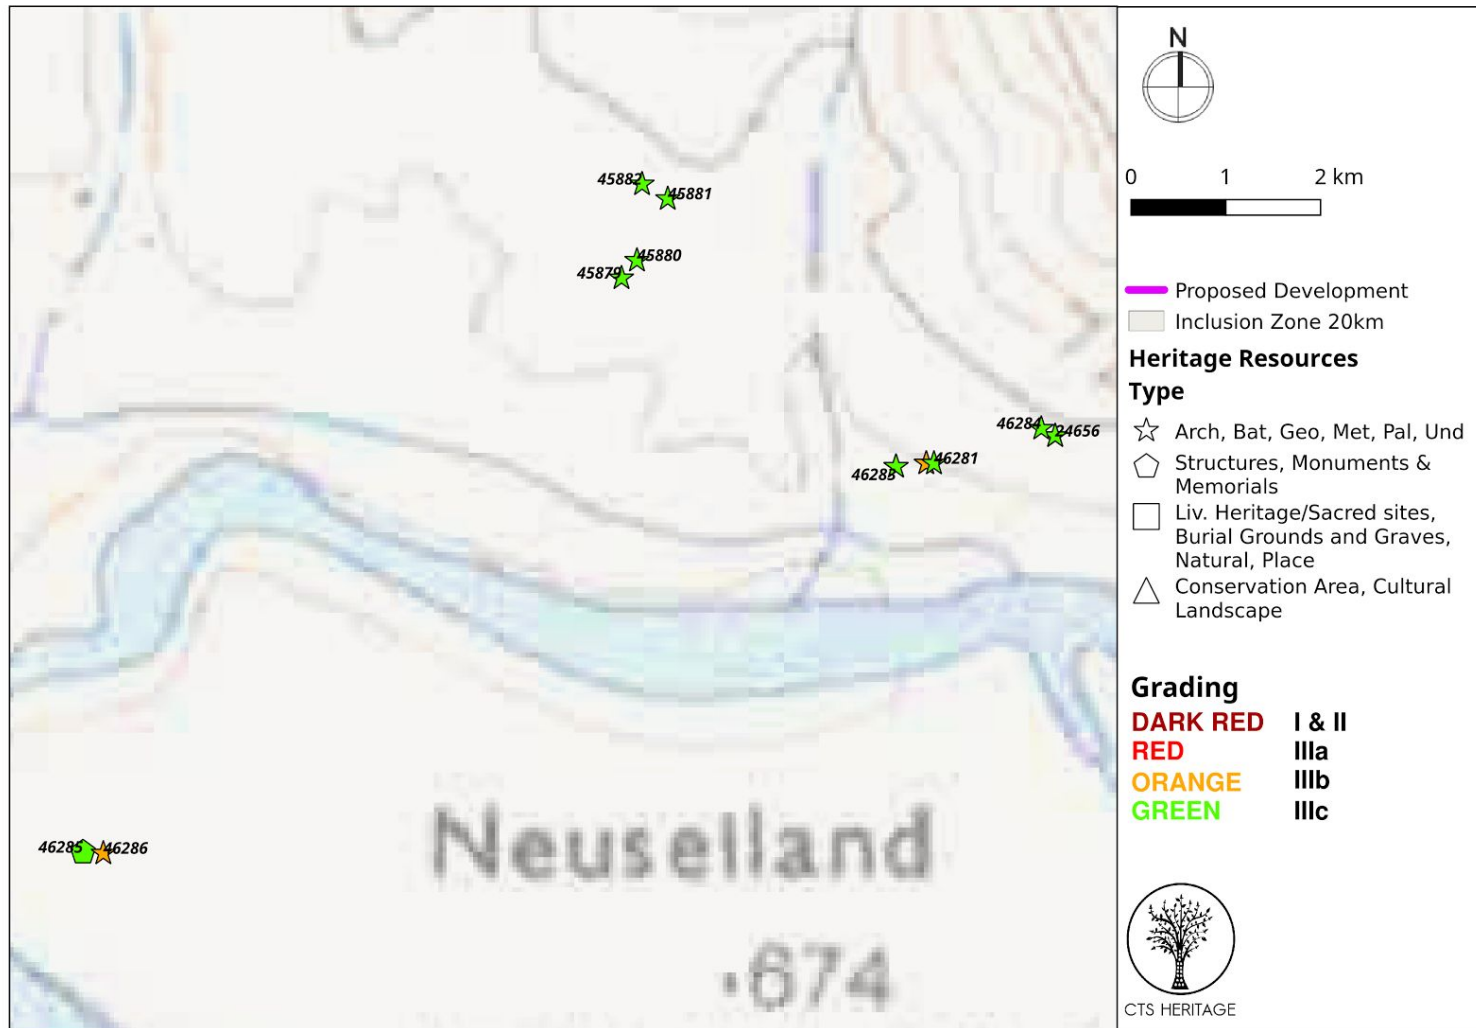 45882
45881
45880
45879
46284
24656
46281
46283
Neuselland
46285
46286
.674
N
0 1 2 km
Proposed Development
Inclusion Zone 20km
Heritage Resources
Type
Arch, Bat, Geo, Met, Pal, Und
Structures, Monuments &
Memorials
Liv. Heritage/Sacred sites,
Burial Grounds and Graves,
Natural, Place
Conservation Area, Cultural
Landscape
Grading
DARK RED I & II
RED IIIa
ORANGE IIIb
GREEN IIIc
CTS HERITAGE